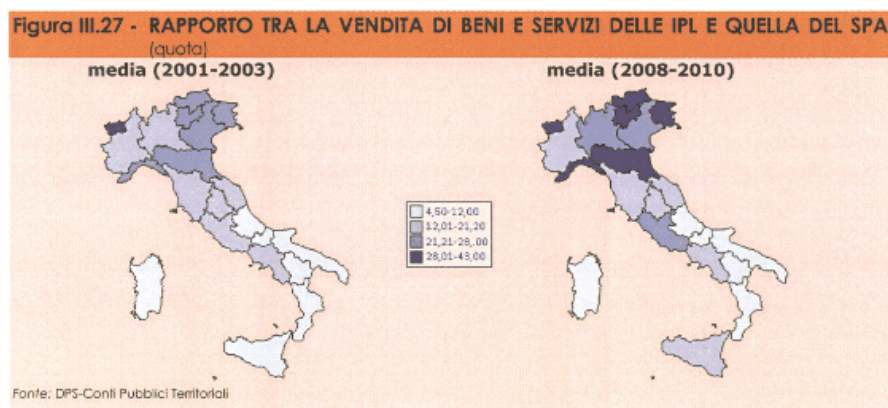 Figura III.27 - RAPPORTO TRA LA VENDITA DI BENI E SERVIZI DELLE IPL E QUELLA DEL SPA
(quota)
media (2001-2003)
media (2008-2010)
4,50-12,00
12,01-21,20
21,21-28,00
28,01-43,00
Fonte: DPS-Conti Pubblici Territoriali